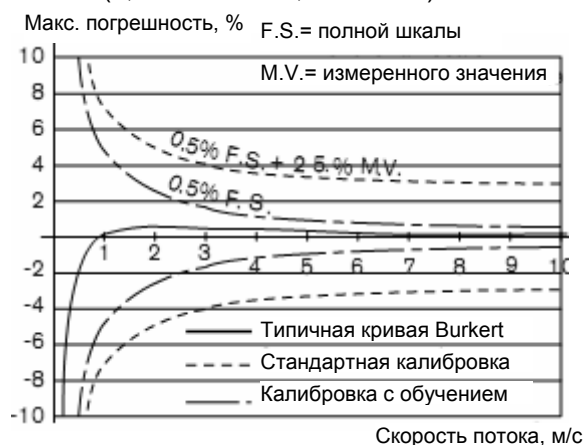 Макс. погрешность, %
F.S.= полной шкалы
M.V.= измеренного значения
10
8
6
4
2
-2
-4
-6
-8
-10
0.5% F.S. + 2 5.% M.V.
0.5% F. S.
1 2 3 4 5 6 7 8 9 10
Типичная кривая Burkert
Стандартная калибровка
Калибровка с обучением
Скорость потока, м/с